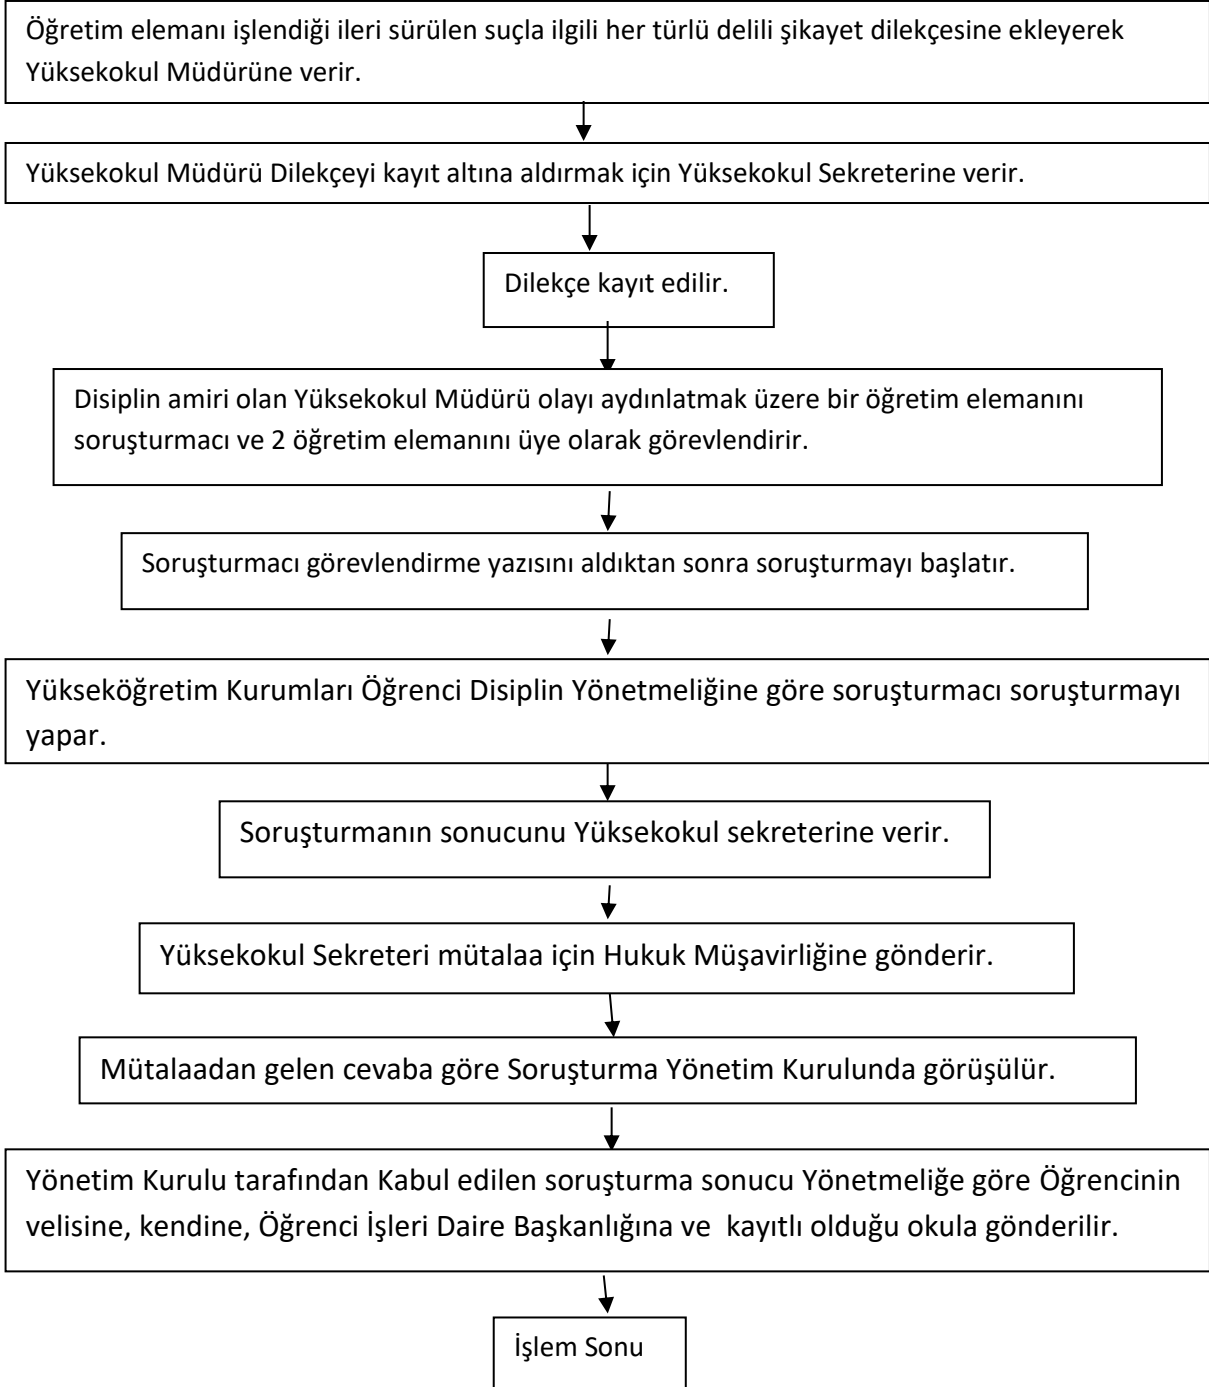 Öğretim elemanı işlendiği ileri sürülen suçla ilgili her türlü delili şikayet dilekçesine ekleyerek
Yüksekokul Müdürüne verir.
Yüksekokul Müdürü Dilekçeyi kayıt altına aldırmak için Yüksekokul Sekreterine verir.
Dilekçe kayıt edilir.
Disiplin amiri olan Yüksekokul Müdürü olayı aydınlatmak üzere bir öğretim elemanını
soruşturmacı ve 2 öğretim elemanını üye olarak görevlendirir.
Soruşturmacı görevlendirme yazısını aldıktan sonra soruşturmayı başlatır.
Yükseköğretim Kurumları Öğrenci Disiplin Yönetmeliğine göre soruşturmacı soruşturmayı
yapar.
Soruşturmanın sonucunu Yüksekokul sekreterine verir.
Yüksekokul Sekreteri mütalaa için Hukuk Müşavirliğine gönderir.
Mütalaadan gelen cevaba göre Soruşturma Yönetim Kurulunda görüşülür.
Yönetim Kurulu tarafından Kabul edilen soruşturma sonucu Yönetmeliğe göre Öğrencinin
velisine, kendine, Öğrenci İşleri Daire Başkanlığına ve  kayıtlı olduğu okula gönderilir.
İşlem Sonu